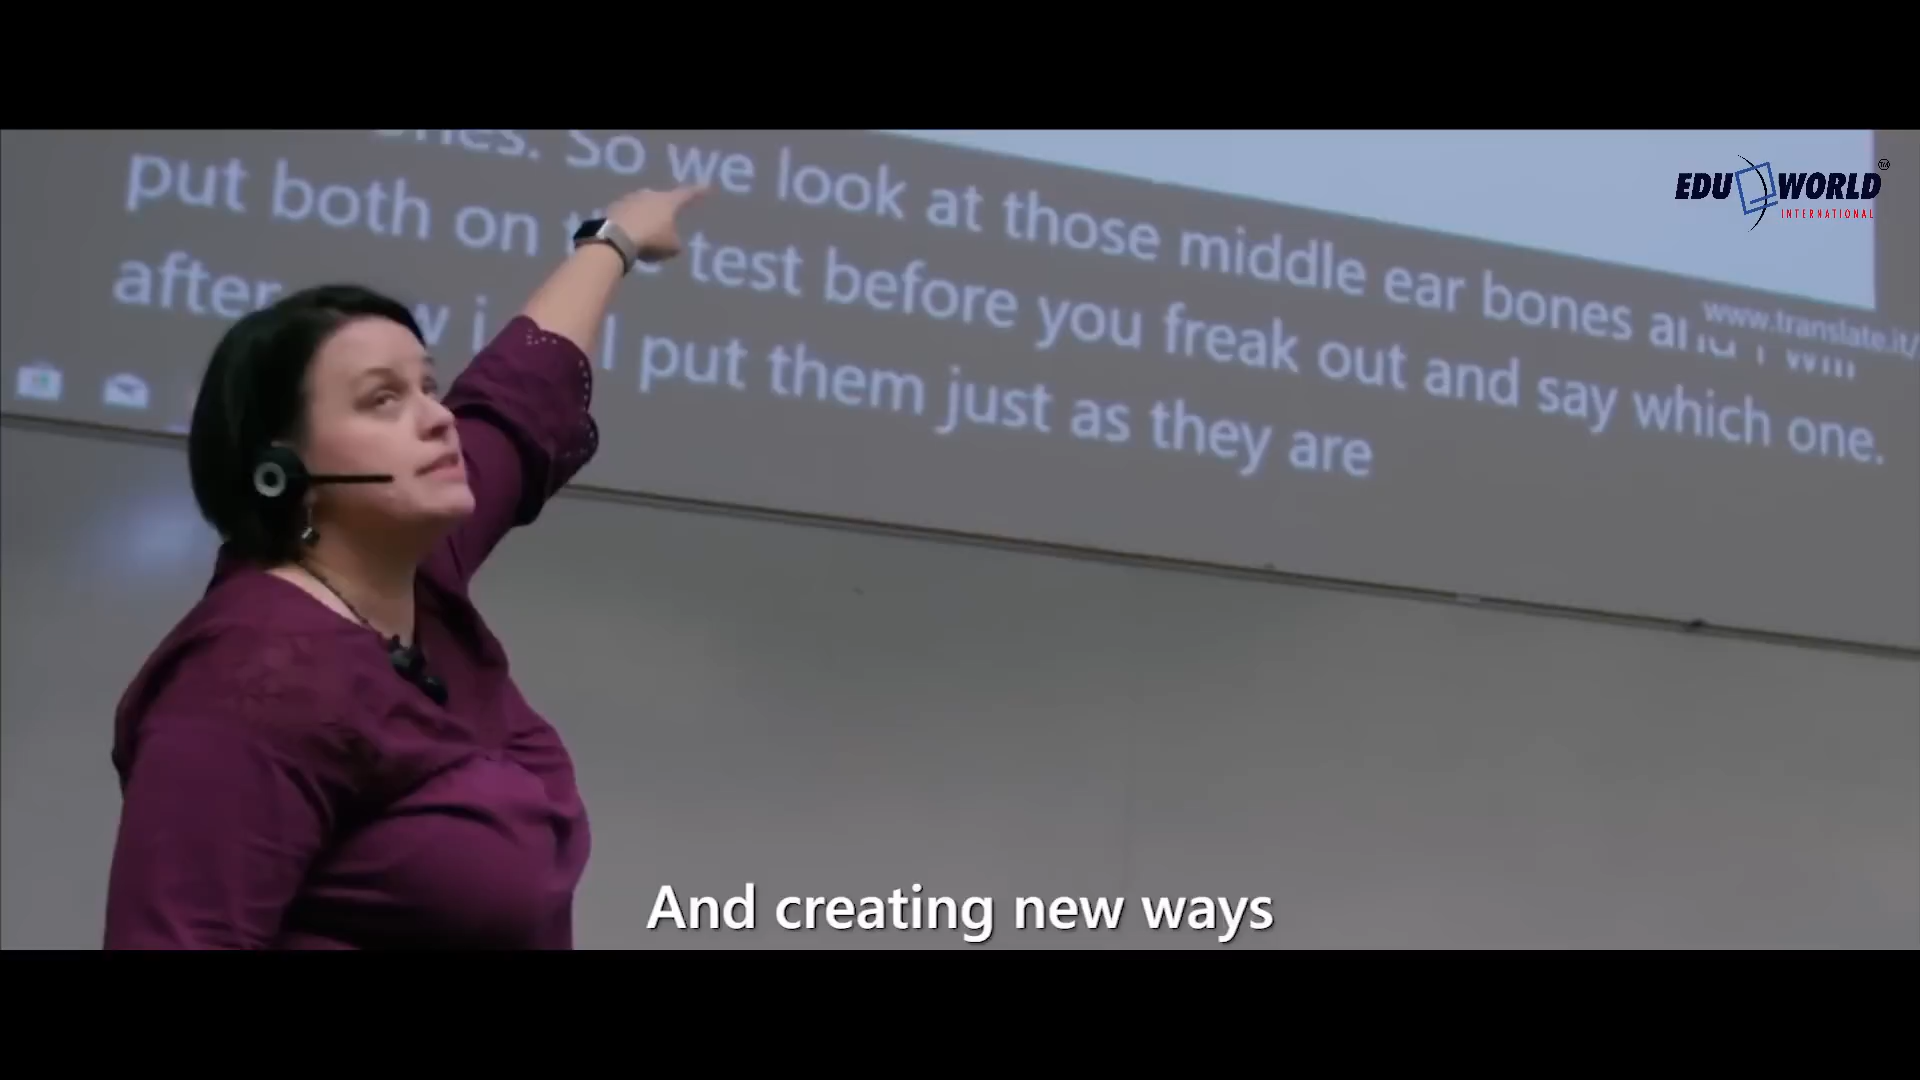 So we look at those middle ear bones and I will
put both on test before you freak out and say which one.
put them just as they are
www.translate.it/
EDU WORLD
INTERNATIONAL
And creating new ways